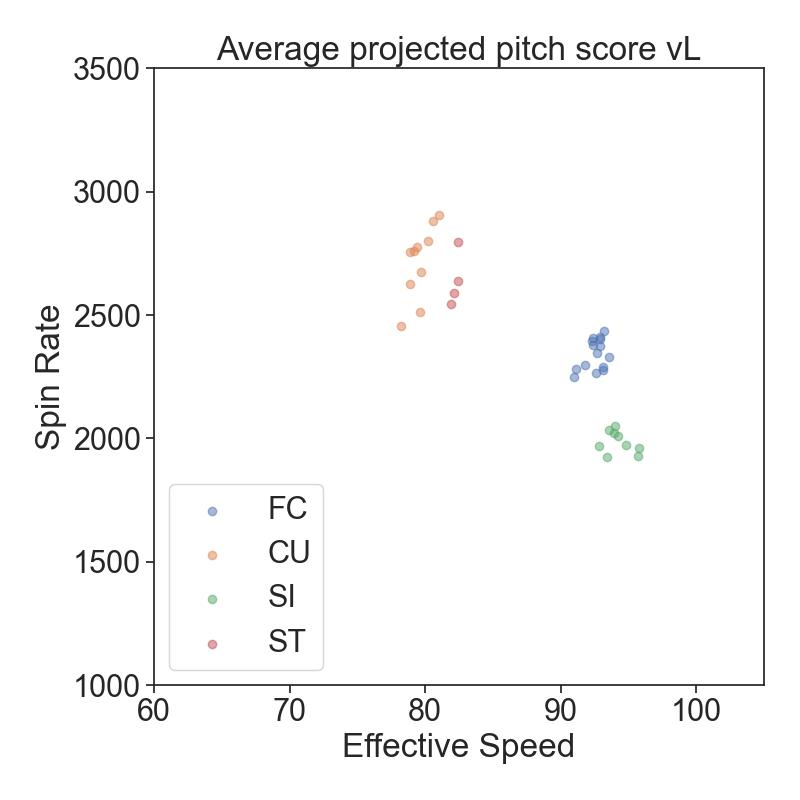 Average projected pitch score vL
3500
3000
2500
2000
1500
1000
Spin Rate
FC
CU
SI
ST
60 70 80 90 100
Effective Speed